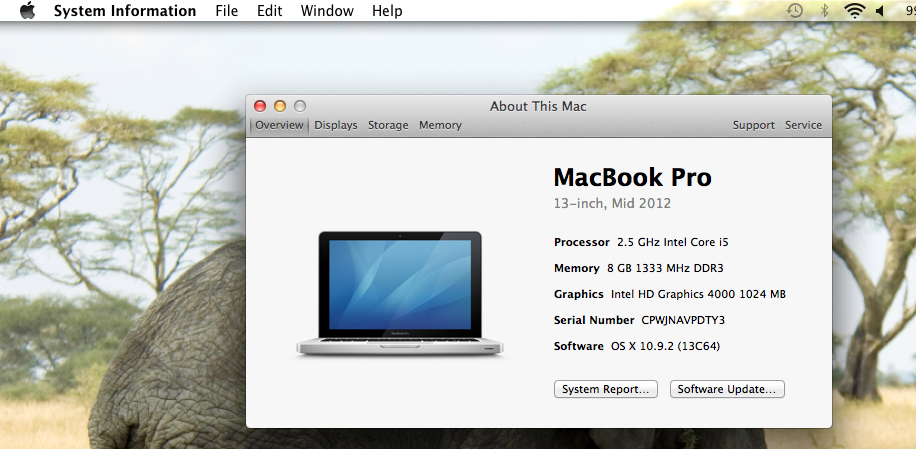 System Information File Edit Window Help 99
About This Mac
Overview Displays Storage Memory Support Service
MacBook Pro
13-inch, Mid 2012
Processor 2.5 GHz Intel Core i5
Memory 8 GB 1333 MHz DDR3
Graphics Intel HD Graphics 4000 1024 MB
Serial Number CPWJNAVPDTY3
Software OS X 10.9.2 (13C64)
System Report... Software Update...